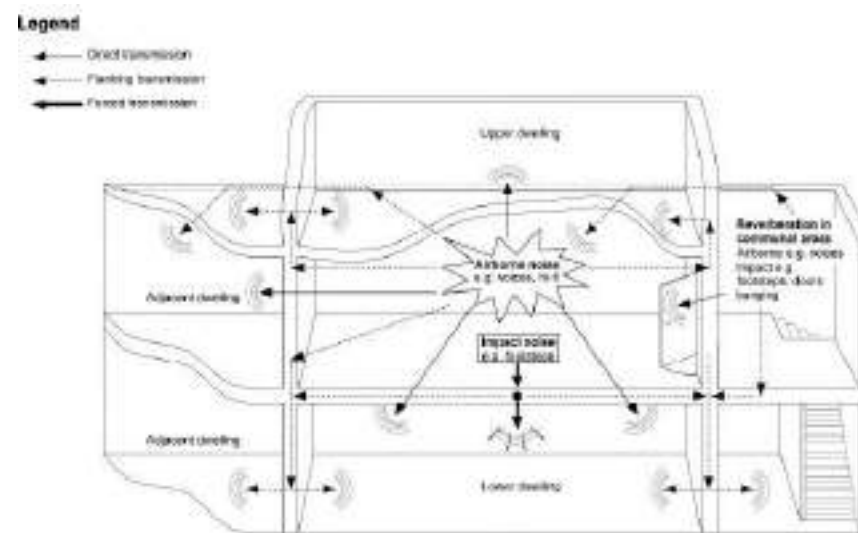 Legend
Direct transmission
Flanking transmission
Forced transmission
Upper dwelling
Reverberation in
communal areas
Airborne e.g. voices
Impact e.g.
footsteps, doors
banging
Airborne noise
e.g. voices, hi-fi
Adjacent dwelling
Impact noise
e.g. footsteps
Adjacent dwelling
Lower dwelling